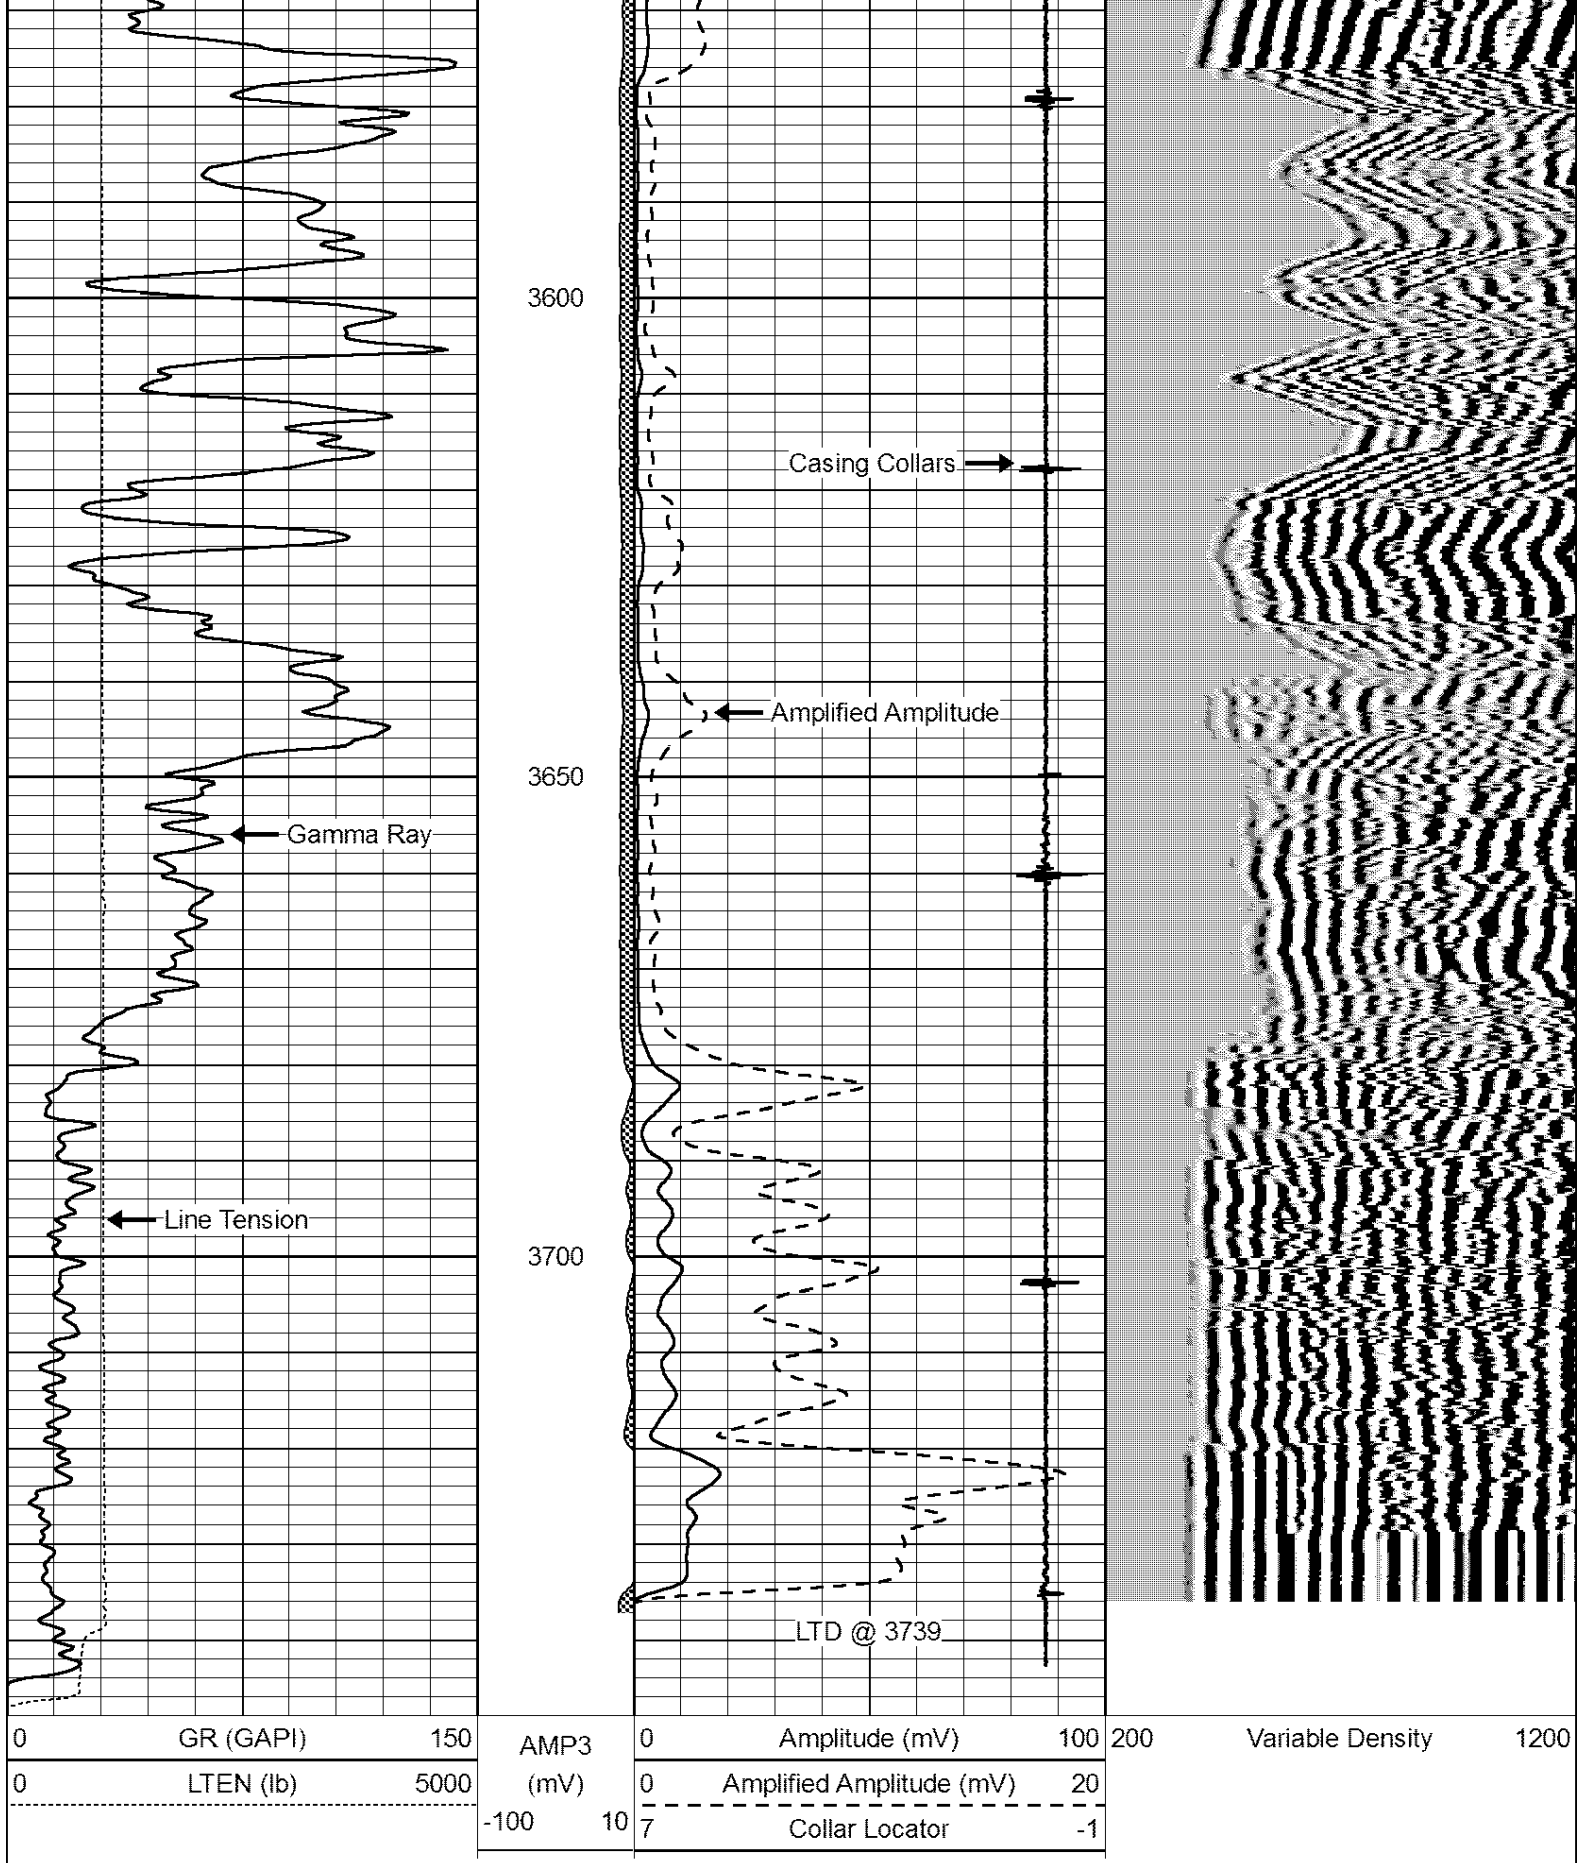 3600
Casing Collars
Amplified Amplitude
3650
Gamma Ray
Line Tension
3700
LTD @ 3739
0 GR (GAPI) 150
0 LTEN (lb) 5000
AMP3
(mV)
-100 10
0 Amplitude (mV) 100
0 Amplified Amplitude (mV) 20
7 Collar Locator -1
200 Variable Density 1200